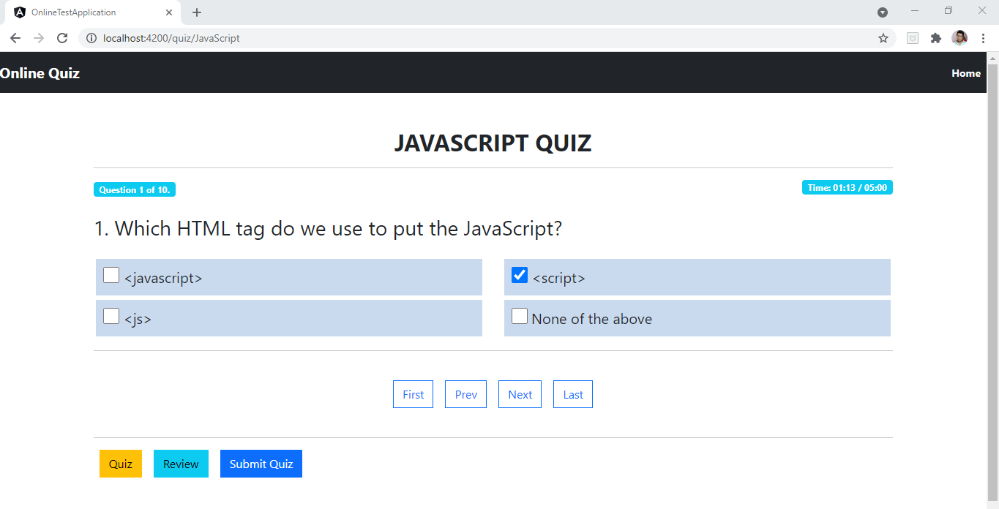 OnlineTestApplication
localhost:4200/quiz/JavaScript
Online Quiz
Home
JAVASCRIPT QUIZ
Question 1 of 10.
Time: 01:13 / 05:00
1. Which HTML tag do we use to put the JavaScript?
<javascript>
<script>
<js>
None of the above
First Prev Next Last
Quiz Review Submit Quiz